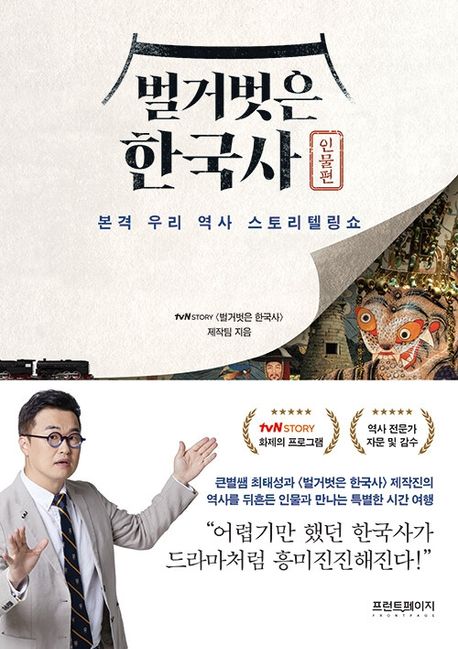 벌거벗은
한국사
인물편
본격 우리 역사 스토리텔링쇼
tvN STORY 〈벌거벗은 한국사〉
제작팀 지음
tvN STORY
화제의 프로그램
역사 전문가
자문 및 감수
큰별쌤 최태성과 〈벌거벗은 한국사〉 제작진의
역사를 뒤흔든 인물과 만나는 특별한 시간 여행
“어렵기만 했던 한국사가
드라마처럼 흥미진진해진다!”
프런트페이지
FRONTPAGE